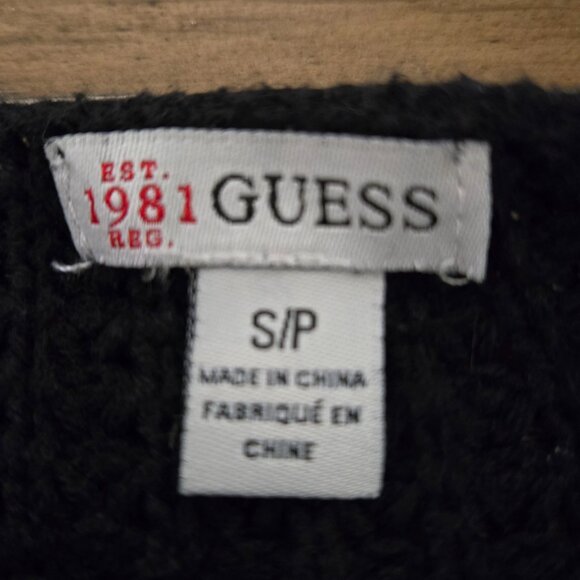 EST.
1981 GUESS
REG.
S/P
MADE IN CHINA
FABRIQUÉ EN
CHINE